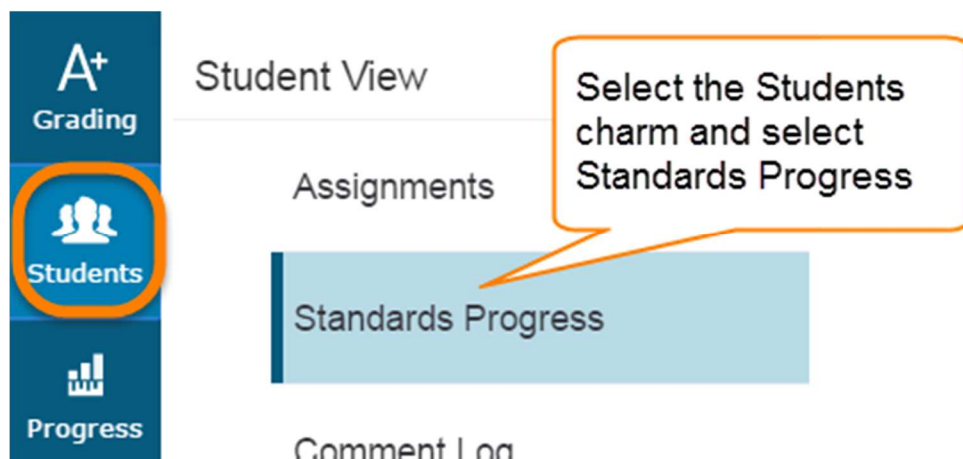 A+
Grading
Students
Progress
Student View
Assignments
Standards Progress
Comment Log
Select the Students
charm and select
Standards Progress